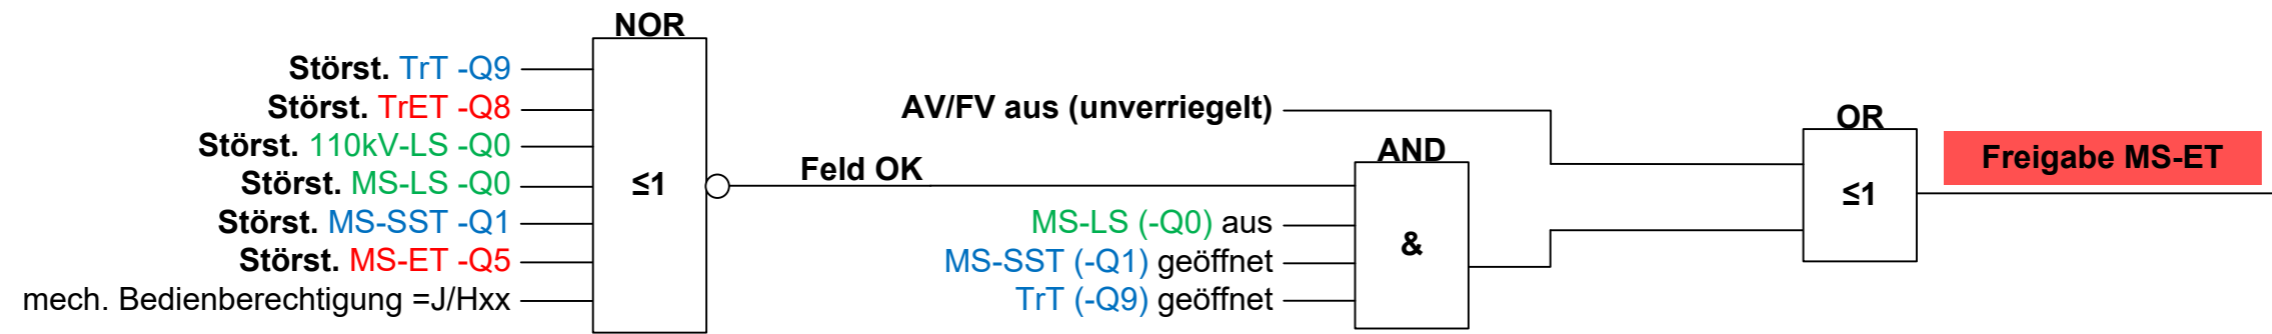 NOR
Störst. TrT -Q9
Störst. TrET -Q8
Störst. 110kV-LS -Q0
Störst. MS-LS -Q0
Störst. MS-SST -Q1
Störst. MS-ET -Q5
mech. Bedienberechtigung =J/Hxx
≤1
Feld OK
AV/FV aus (unverriegelt)
AND
MS-LS (-Q0) aus
MS-SST (-Q1) geöffnet
TrT (-Q9) geöffnet
&
OR
≤1
Freigabe MS-ET